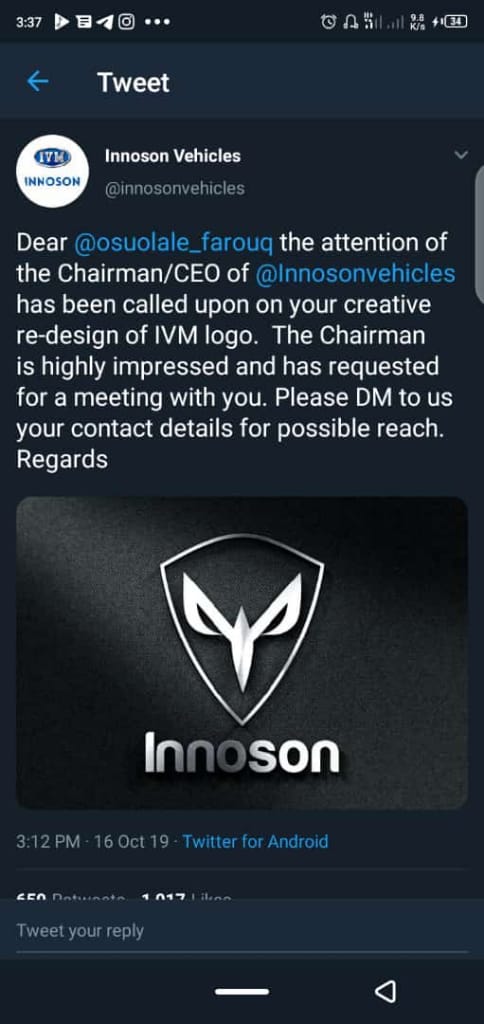 3:37
9.8
K/s
34
Tweet
IVM
INNOSON
Innoson Vehicles
@innosonvehicles
Dear @osuolale_farouq the attention of
the Chairman/CEO of @Innosonvehicles
has been called upon on your creative
re-design of IVM logo. The Chairman
is highly impressed and has requested
for a meeting with you. Please DM to us
your contact details for possible reach.
Regards
Innoson
3:12 PM · 16 Oct 19 · Twitter for Android
Retweets 1,017 Likes
Tweet your reply